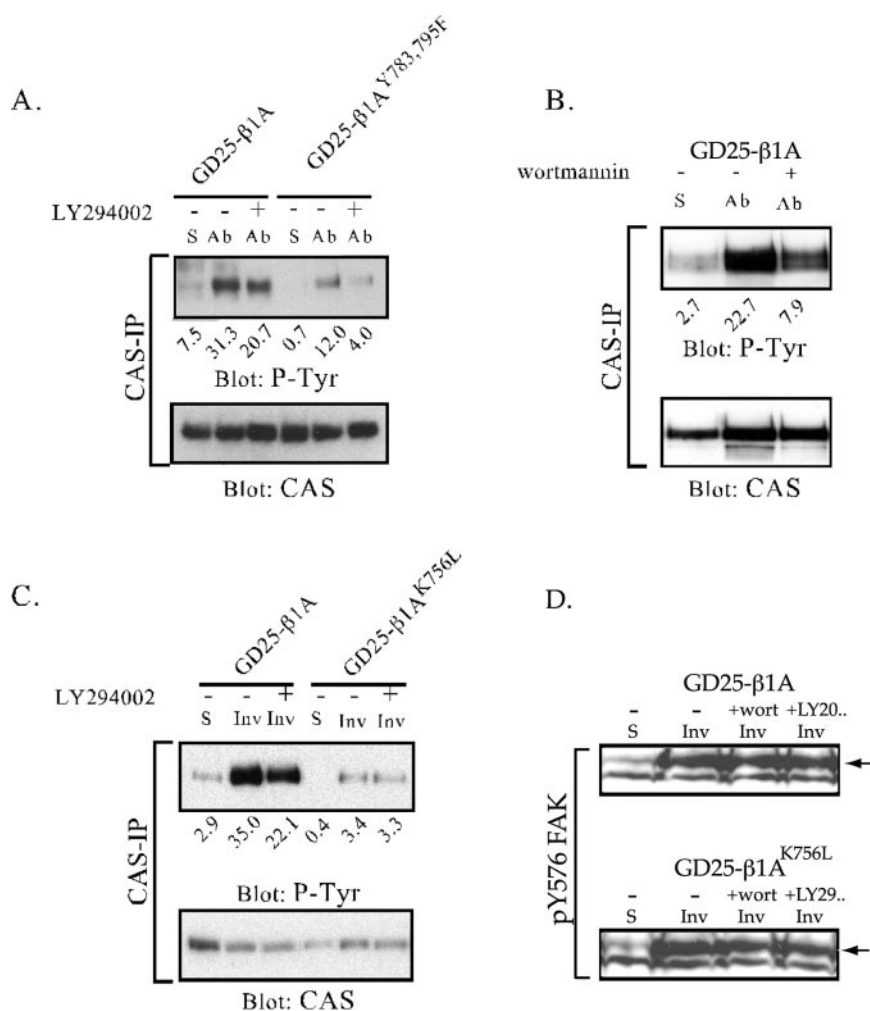 A.
GD25-β1A GD25-β1A^Y783,795F
LY294002 - - + - - +
S Ab Ab S Ab Ab
CAS-IP
7.5 31.3 20.7 0.7 12.0 4.0
Blot: P-Tyr
Blot: CAS
B.
GD25-β1A
wortmannin - - +
S Ab Ab
CAS-IP
2.7 22.7 7.9
Blot: P-Tyr
Blot: CAS
C.
GD25-β1A GD25-β1A^K756L
LY294002 - - + - - +
S Inv Inv S Inv Inv
CAS-IP
2.9 35.0 22.1 0.4 3.4 3.3
Blot: P-Tyr
Blot: CAS
D.
GD25-β1A
- - +wort +LY20..
S Inv Inv Inv
pY576 FAK
GD25-β1A^K756L
- - +wort +LY29..
S Inv Inv Inv